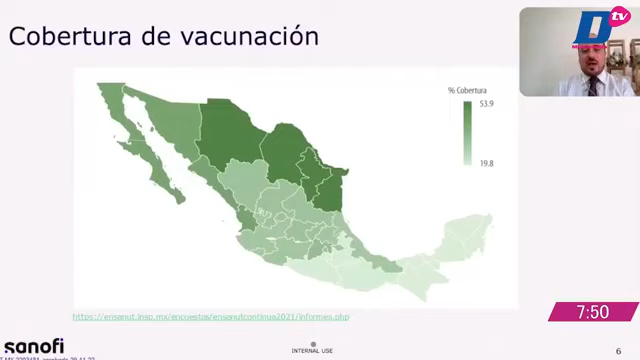 Cobertura de vacunación
D tv
% Cobertura
53.9
19.8
https://ensanut.insp.mx/encuestas/ensanutcontinua2021/informes.php
7:50
sanofi
INTERNAL USE
6